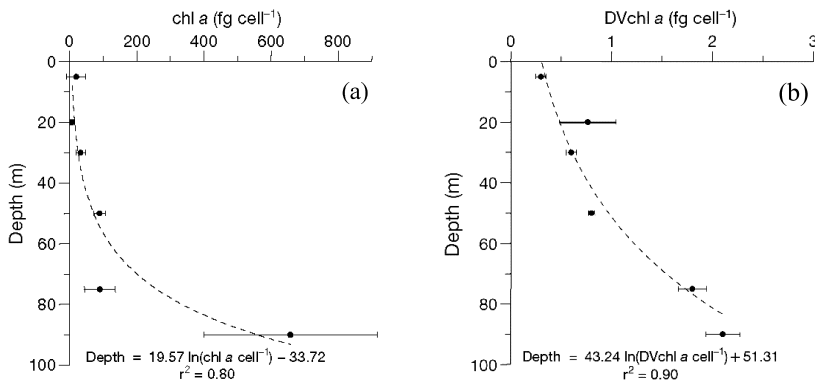 chl a (fg cell⁻¹)
0 200 400 600 800
0
20
40
60
80
100
Depth (m)
(a)
Depth = 19.57 ln(chl a cell⁻¹) – 33.72
r² = 0.80
DVchl a (fg cell⁻¹)
0 1 2 3
0
20
40
60
80
100
Depth (m)
(b)
Depth = 43.24 ln(DVchl a cell⁻¹) + 51.31
r² = 0.90